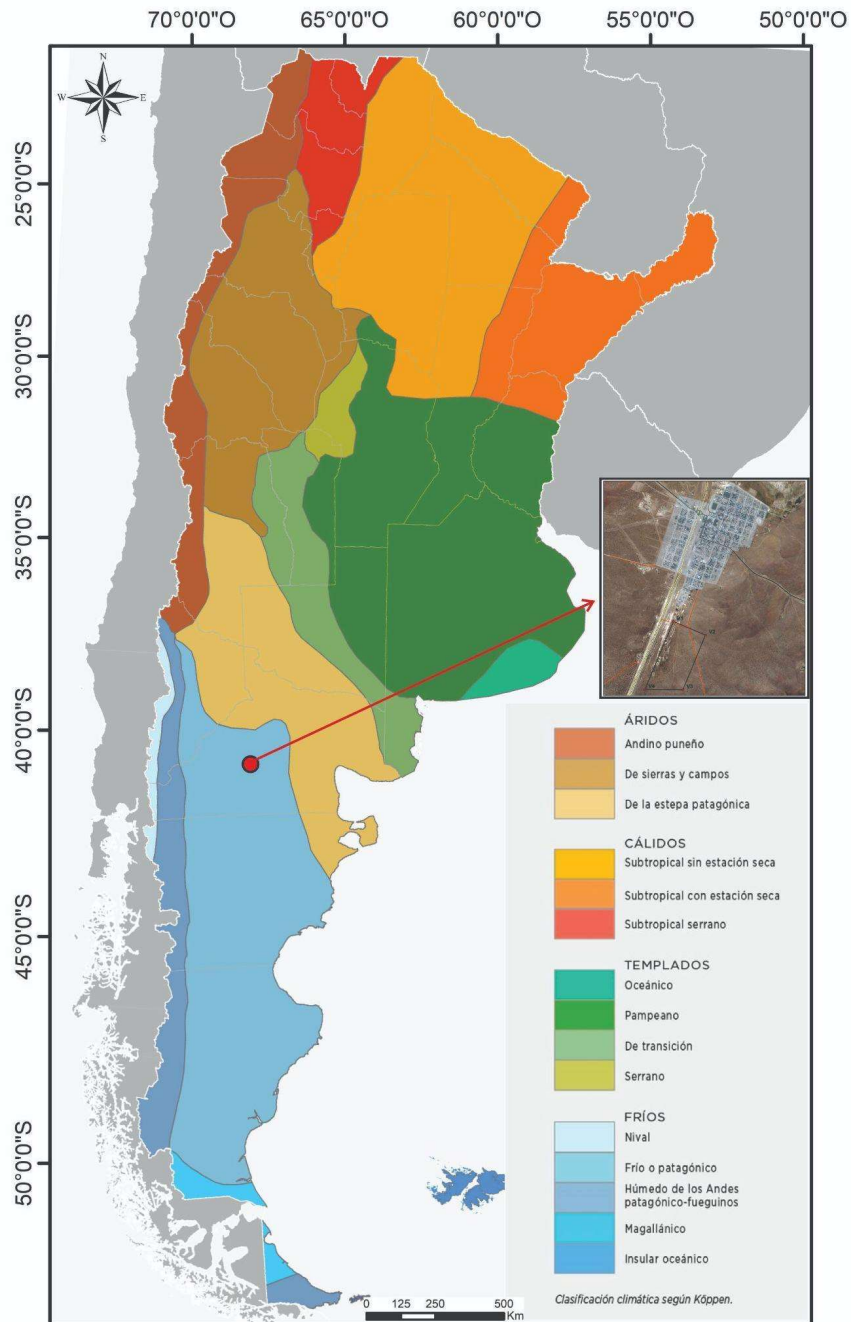 70°0'0"O 65°0'0"O 60°0'0"O 55°0'0"O 50°0'0"O
N
W E
S
25°0'0"S
30°0'0"S
35°0'0"S
40°0'0"S
45°0'0"S
50°0'0"S
ÁRIDOS
Andino puneño
De sierras y campos
De la estepa patagónica
CÁLIDOS
Subtropical sin estación seca
Subtropical con estación seca
Subtropical serrano
TEMPLADOS
Oceánico
Pampeano
De transición
Serrano
FRÍOS
Nival
Frío o patagónico
Húmedo de los Andes
patagónico-fueguinos
Magallánico
Insular oceánico
Clasificación climática según Köppen.
0 125 250 500
Km